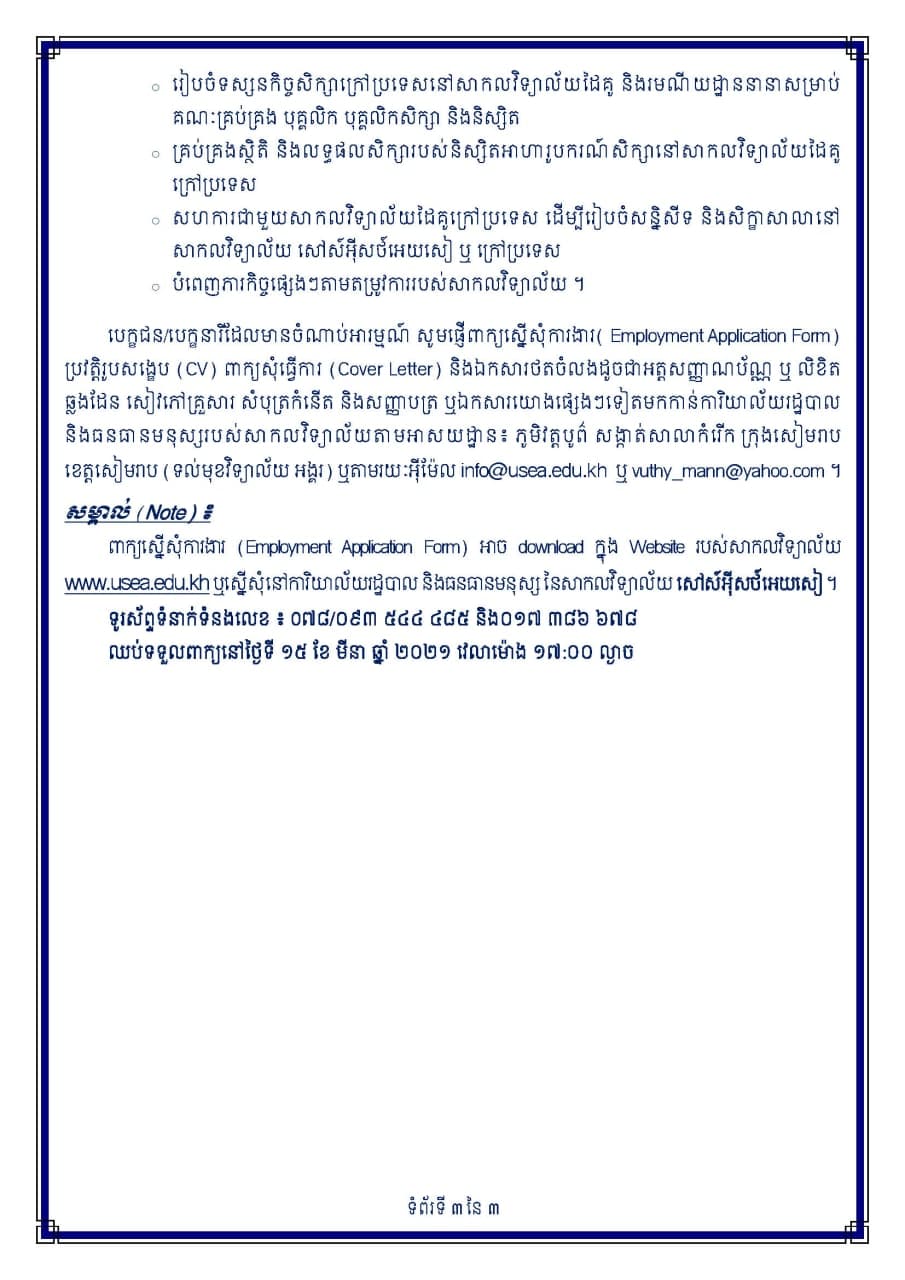 ○ រៀបចំទស្សនកិច្ចសិក្សាក្រៅប្រទេសនៅសាកលវិទ្យាល័យដៃគូ និងរមណីយដ្ឋាននានាសម្រាប់
គណៈគ្រប់គ្រង បុគ្គលិក បុគ្គលិកសិក្សា និងនិស្សិត
○ គ្រប់គ្រងស្ថិតិ និងលទ្ធផលសិក្សារបស់និស្សិតអាហារូបករណ៍សិក្សានៅសាកលវិទ្យាល័យដៃគូ
ក្រៅប្រទេស
○ សហការជាមួយសាកលវិទ្យាល័យដៃគូក្រៅប្រទេស ដើម្បីរៀបចំសន្និសីទ និងសិក្ខាសាលានៅ
សាកលវិទ្យាល័យ សៅស៍អ៊ីសថ៍អេយសៀ ឬ ក្រៅប្រទេស
○ បំពេញភារកិច្ចផ្សេងៗតាមតម្រូវការរបស់សាកលវិទ្យាល័យ ។
បេក្ខជន/បេក្ខនារីដែលមានចំណាប់អារម្មណ៍ សូមផ្ញើពាក្យស្នើសុំការងារ( Employment Application Form )
ប្រវត្តិរូបសង្ខេប (CV) ពាក្យសុំធ្វើការ (Cover Letter) និងឯកសារថតចំលងដូចជាអត្តសញ្ញាណប័ណ្ណ ឬ លិខិត
ឆ្លងដែន សៀវភៅគ្រួសារ សំបុត្រកំនើត និងសញ្ញាបត្រ ឬឯកសារយោងផ្សេងៗទៀតមកកាន់ការិយាល័យរដ្ឋបាល
និងធនធានមនុស្សរបស់សាកលវិទ្យាល័យតាមអាសយដ្ឋាន៖ ភូមិវត្តបូព៌ សង្កាត់សាលាកំរើក ក្រុងសៀមរាប
ខេត្តសៀមរាប (ទល់មុខវិទ្យាល័យ អង្គរ) ឬតាមរយៈអ៊ីម៉ែល info@usea.edu.kh ឬ vuthy_mann@yahoo.com ។
សម្គាល់ (Note) ៖
ពាក្យស្នើសុំការងារ (Employment Application Form) អាច download ក្នុង Website របស់សាកលវិទ្យាល័យ
www.usea.edu.kh ឬស្នើសុំនៅការិយាល័យរដ្ឋបាល និងធនធានមនុស្ស នៃសាកលវិទ្យាល័យ សៅស៍អ៊ីសថ៍អេយសៀ ។
ទូរស័ព្ទទំនាក់ទំនងលេខ ៖ ០៧៨/០៩៣ ៥៤៤ ៤៨៥ និង០១៧ ៣៨៦ ៦៧៨
ឈប់ទទួលពាក្យនៅថ្ងៃទី ១៥ ខែ មីនា ឆ្នាំ ២០២១ វេលាម៉ោង ១៧:០០ ល្ងាច
ទំព័រទី ៣ នៃ ៣